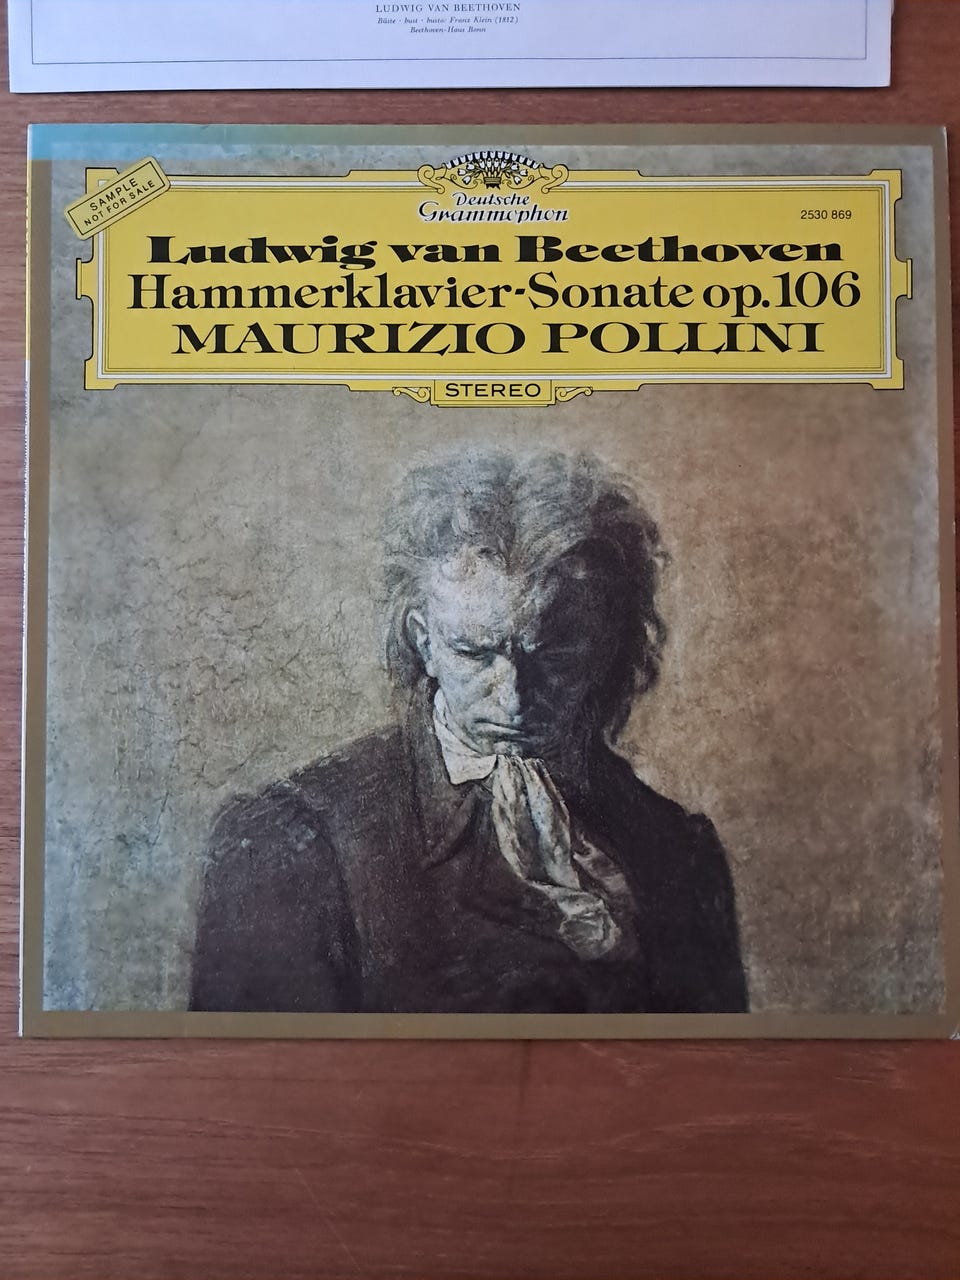 LUDWIG VAN BEETHOVEN
Büste · bust · busto: Franz Klein (1812)
Beethoven-Haus Bonn
SAMPLE
NOT FOR SALE
Deutsche
Grammophon
2530 869
Ludwig van Beethoven
Hammerklavier-Sonate op.106
MAURIZIO POLLINI
STEREO